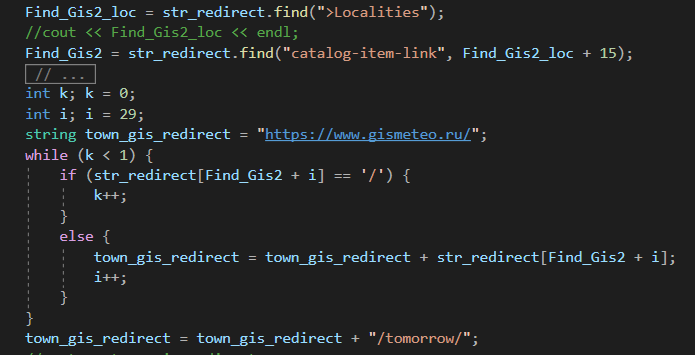 Find_Gis2_loc = str_redirect.find(">Localities");
//cout << Find_Gis2_loc << endl;
Find_Gis2 = str_redirect.find("catalog-item-link", Find_Gis2_loc + 15);
// ...
int k; k = 0;
int i; i = 29;
string town_gis_redirect = "https://www.gismeteo.ru/";
while (k < 1) {
if (str_redirect[Find_Gis2 + i] == '/') {
k++;
}
else {
town_gis_redirect = town_gis_redirect + str_redirect[Find_Gis2 + i];
i++;
}
}
town_gis_redirect = town_gis_redirect + "/tomorrow/";